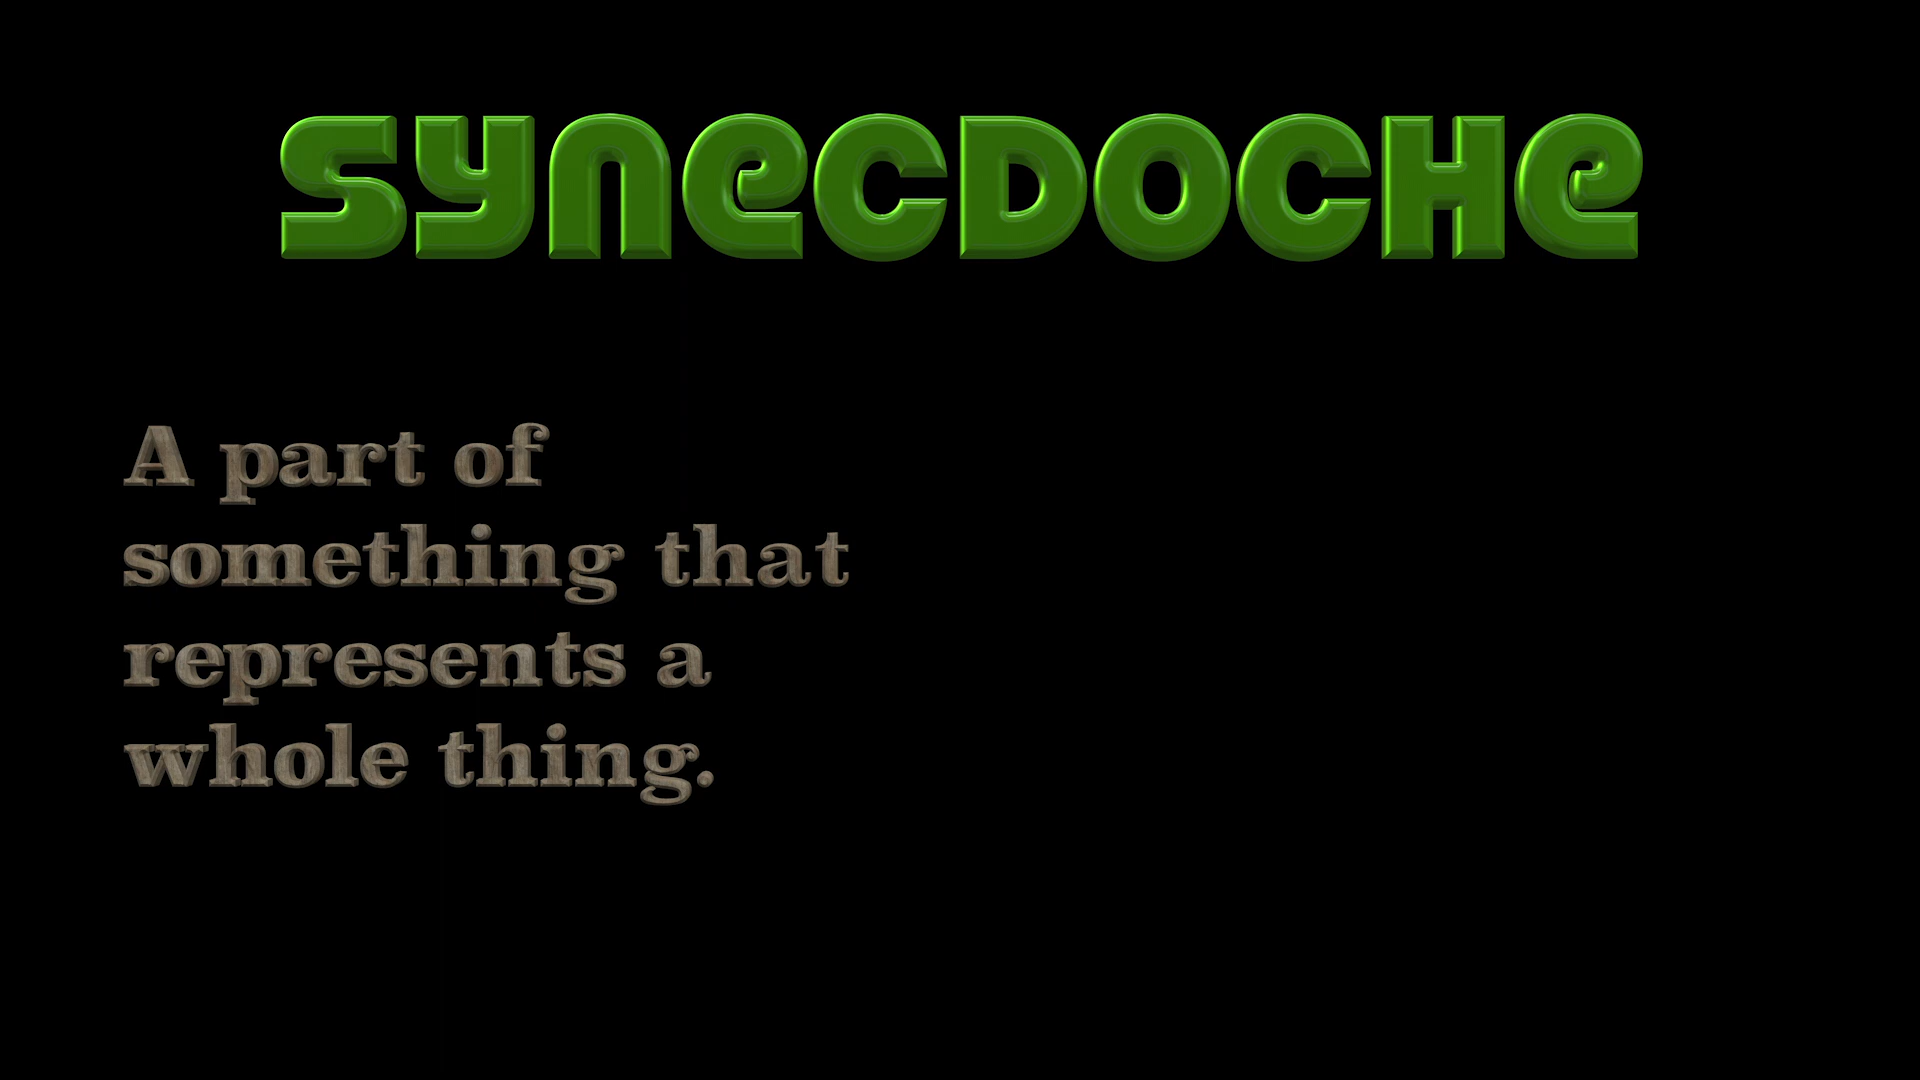 SYNECDOCHE
A part of
something that
represents a
whole thing.